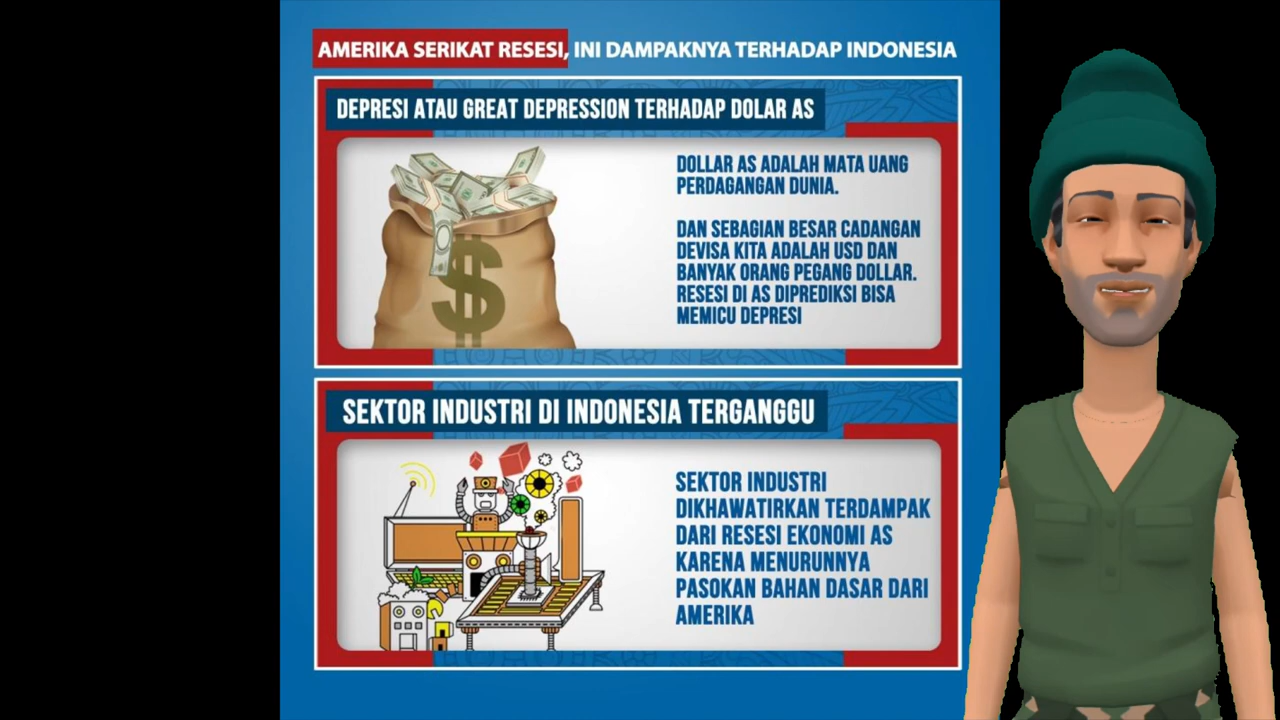 AMERIKA SERIKAT RESESI, INI DAMPAKNYA TERHADAP INDONESIA
DEPRESI ATAU GREAT DEPRESSION TERHADAP DOLAR AS
DOLLAR AS ADALAH MATA UANG
PERDAGANGAN DUNIA.
DAN SEBAGIAN BESAR CADANGAN
DEVISA KITA ADALAH USD DAN
BANYAK ORANG PEGANG DOLLAR.
RESESI DI AS DIPREDIKSI BISA
MEMICU DEPRESI
$
SEKTOR INDUSTRI DI INDONESIA TERGANGGU
SEKTOR INDUSTRI
DIKHAWATIRKAN TERDAMPAK
DARI RESESI EKONOMI AS
KARENA MENURUNNYA
PASOKAN BAHAN DASAR DARI
AMERIKA